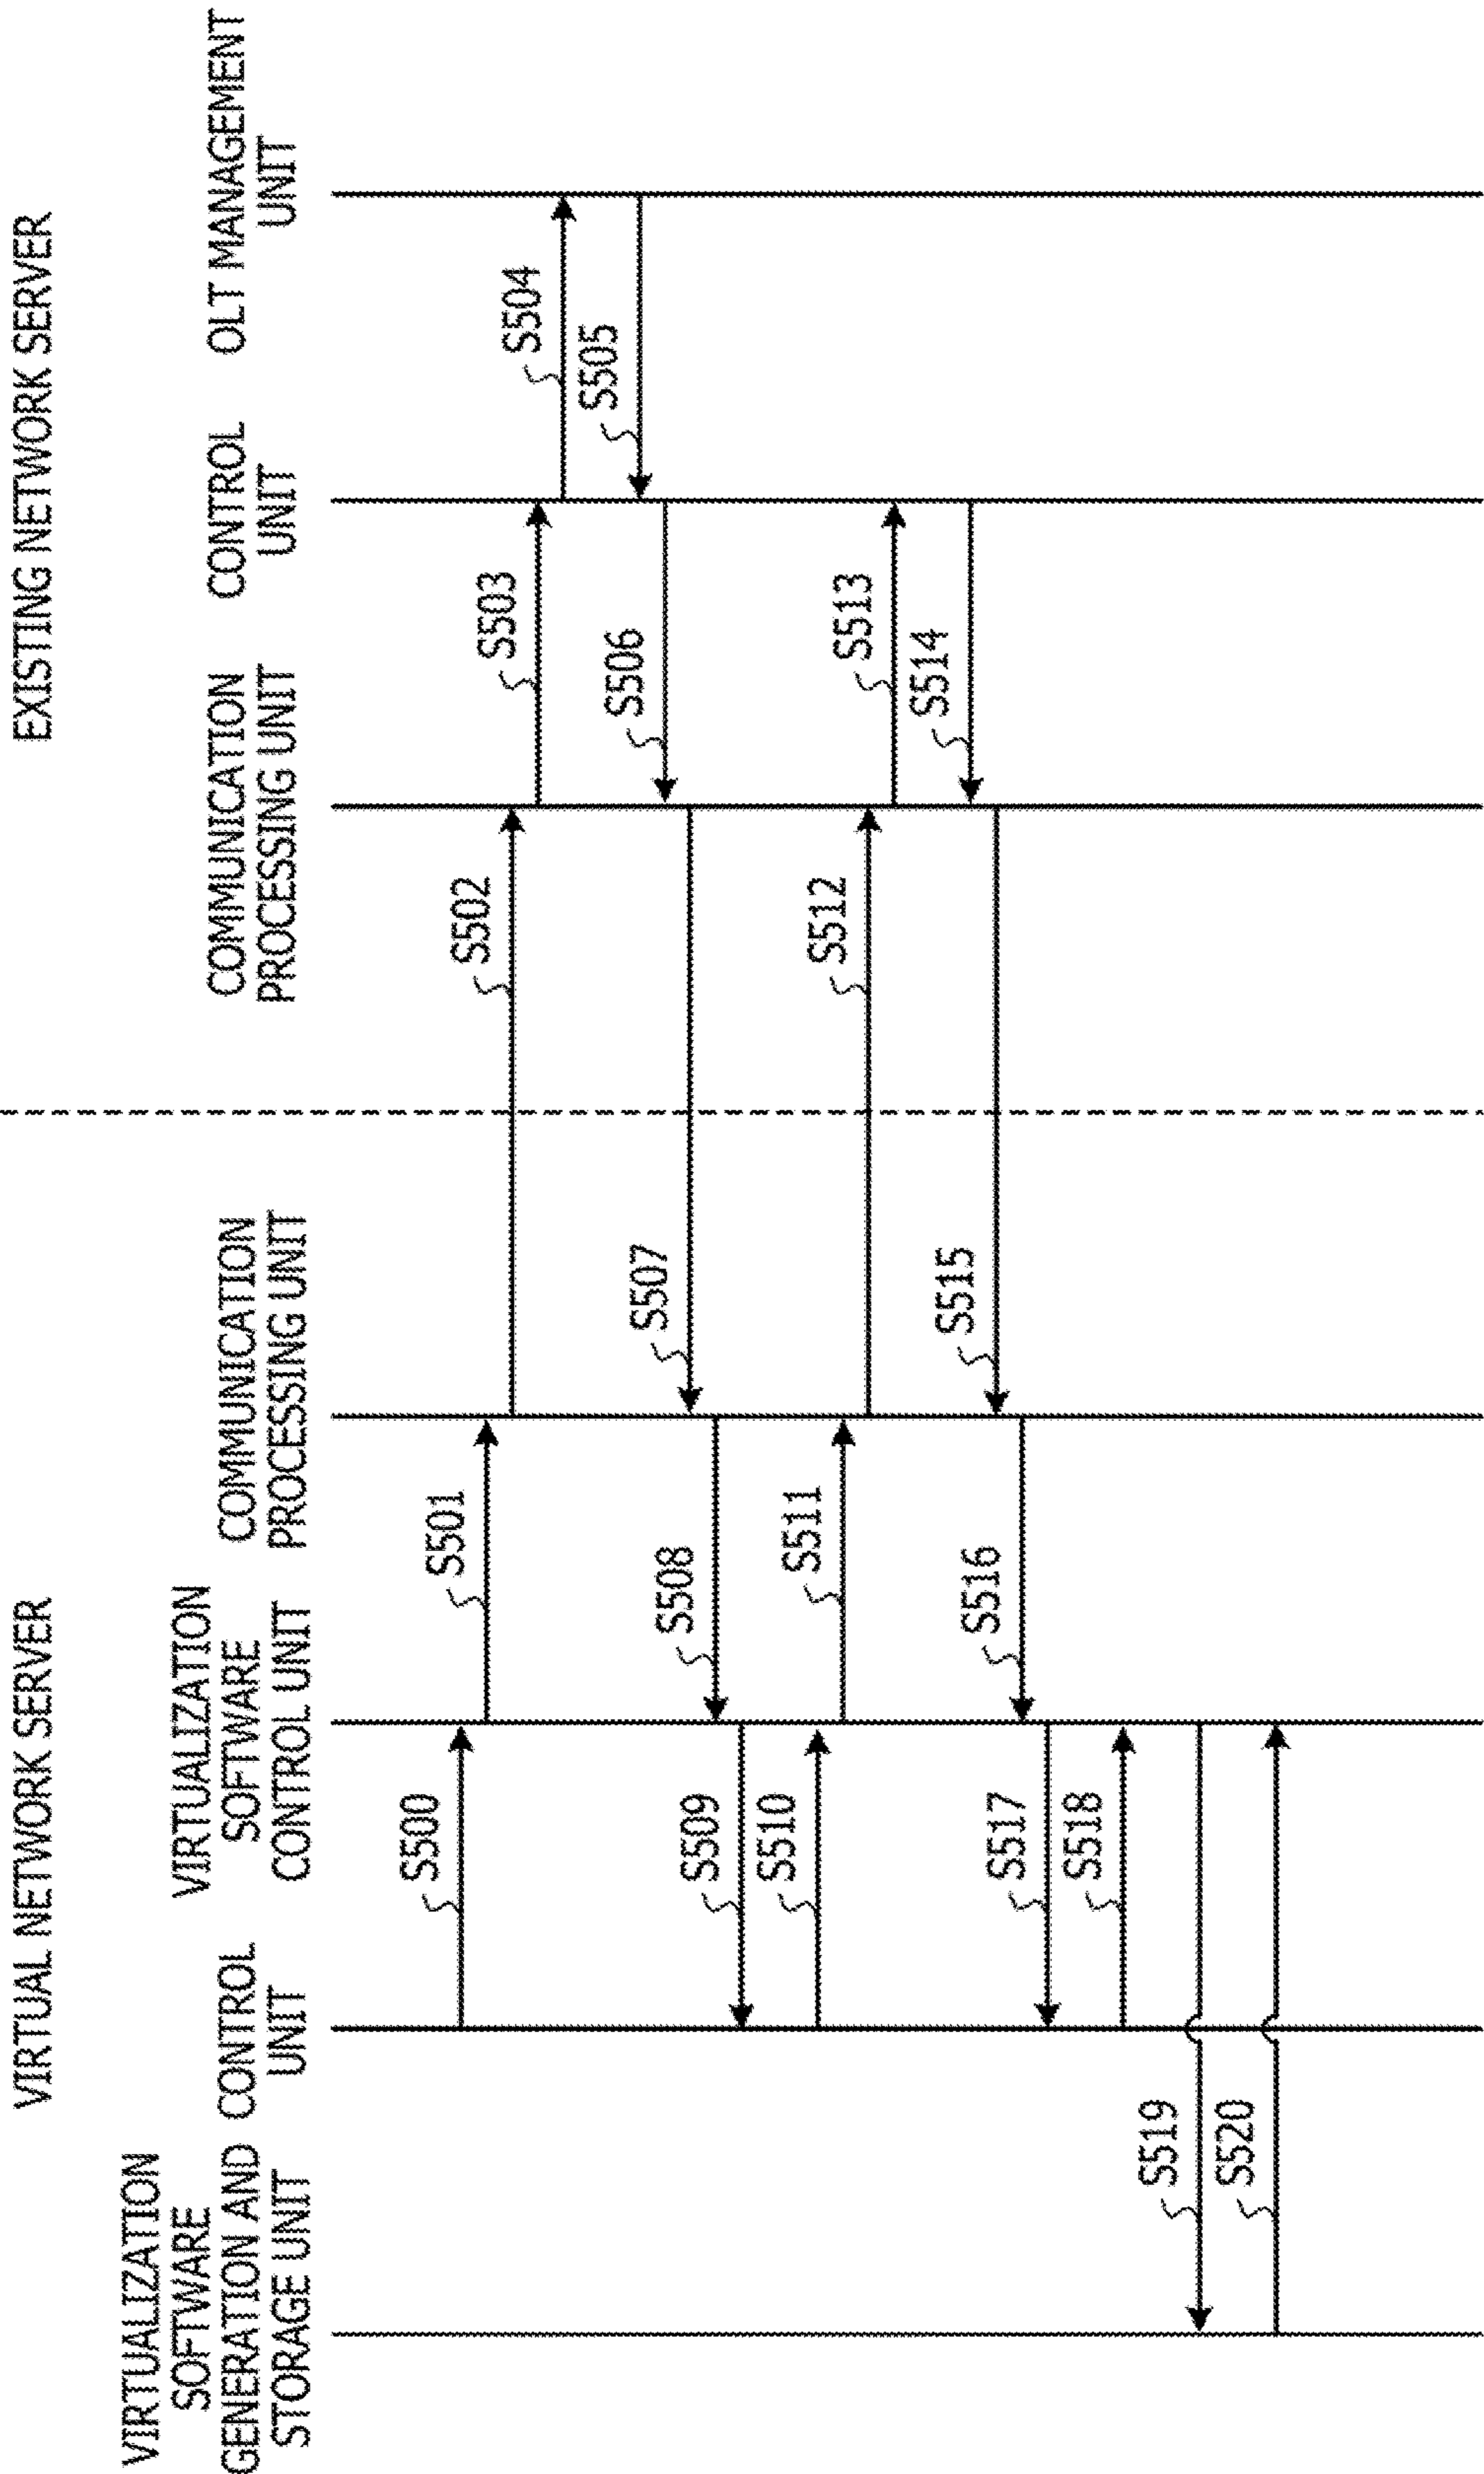 VIRTUAL NETWORK SERVER
EXISTING NETWORK SERVER
VIRTUALIZATION
SOFTWARE
GENERATION AND
STORAGE UNIT
CONTROL
UNIT
VIRTUALIZATION
SOFTWARE
CONTROL UNIT
COMMUNICATION
PROCESSING UNIT
COMMUNICATION
PROCESSING UNIT
CONTROL
UNIT
OLT MANAGEMENT
UNIT
S500
S501
S502
S503
S504
S505
S506
S507
S508
S509
S510
S511
S512
S513
S514
S515
S516
S517
S518
S519
S520